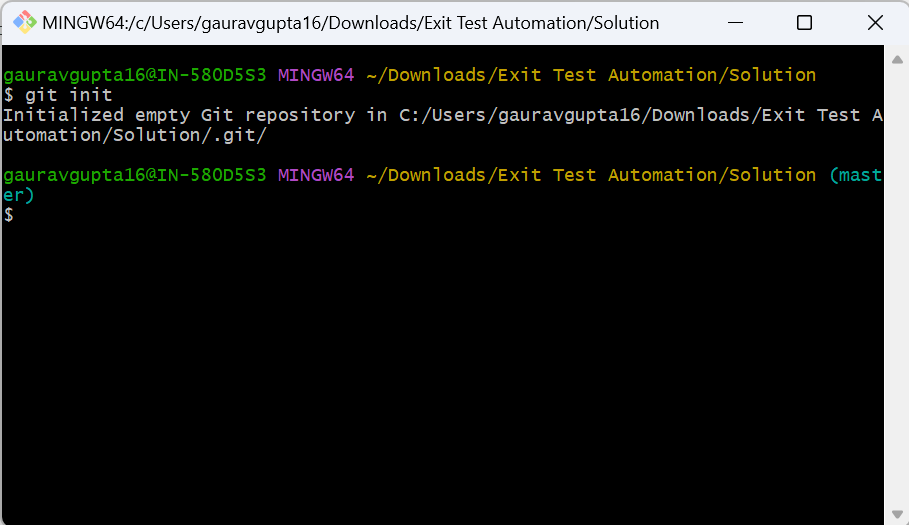 MINGW64:/c/Users/gauravgupta16/Downloads/Exit Test Automation/Solution
gauravgupta16@IN-580D5S3 MINGW64 ~/Downloads/Exit Test Automation/Solution
$ git init
Initialized empty Git repository in C:/Users/gauravgupta16/Downloads/Exit Test A
utomation/Solution/.git/
gauravgupta16@IN-580D5S3 MINGW64 ~/Downloads/Exit Test Automation/Solution (mast
er)
$